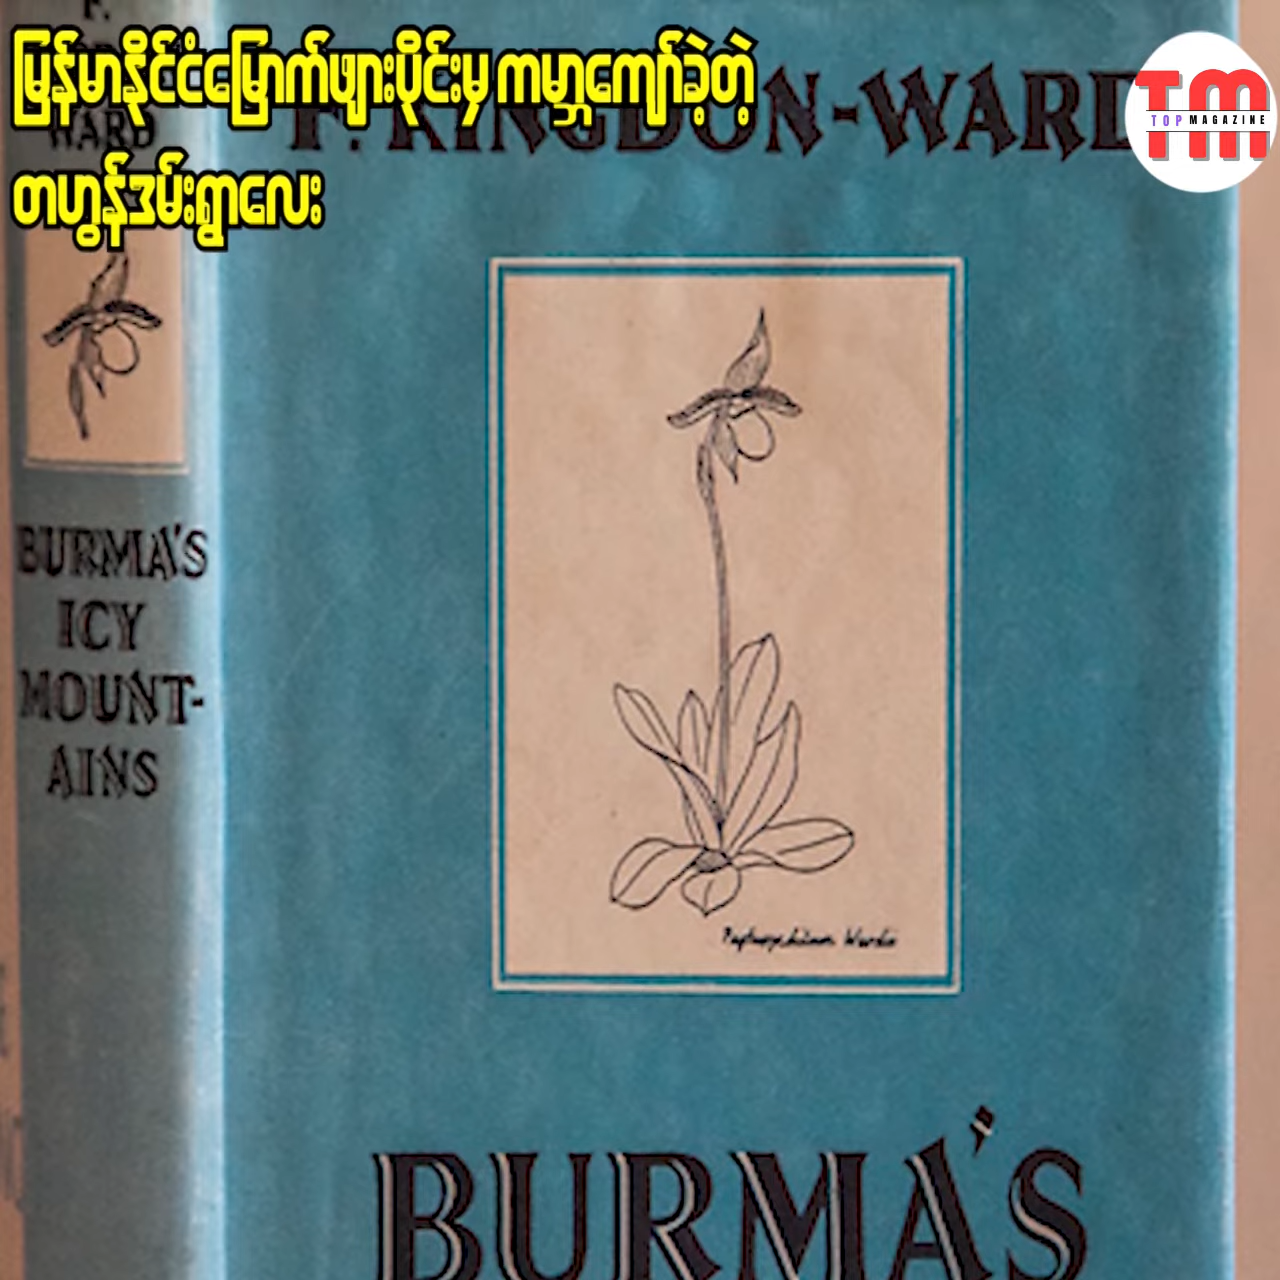 မြန်မာနိုင်ငံမြောက်ဖျားပိုင်းမှ ကမ္ဘာကျော်ခဲ့တဲ့
တဟွန်ဒမ်းရွာလေး
TM
TOP MAGAZINE
F.
WARD
F. KINGDON-WARD
BURMA'S
ICY
MOUNT-
AINS
BURMA'S